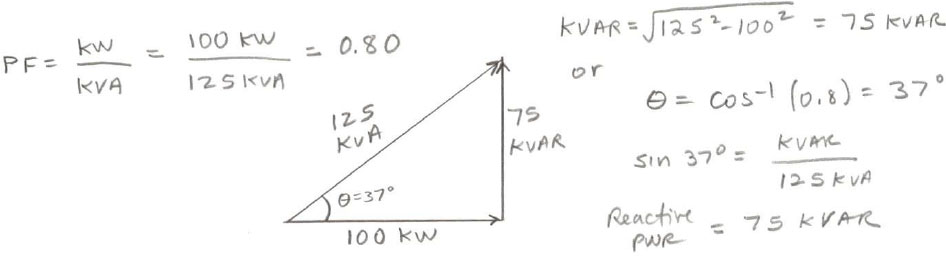 PF = KW / KVA = 100 KW / 125 KVA = 0.80
125 KVA
75 KVAR
θ=37°
100 KW
KVAR = √125²-100² = 75 KVAR
or
θ = cos⁻¹ (0.8) = 37°
sin 37° = KVAR / 125 KVA
Reactive PWR = 75 KVAR